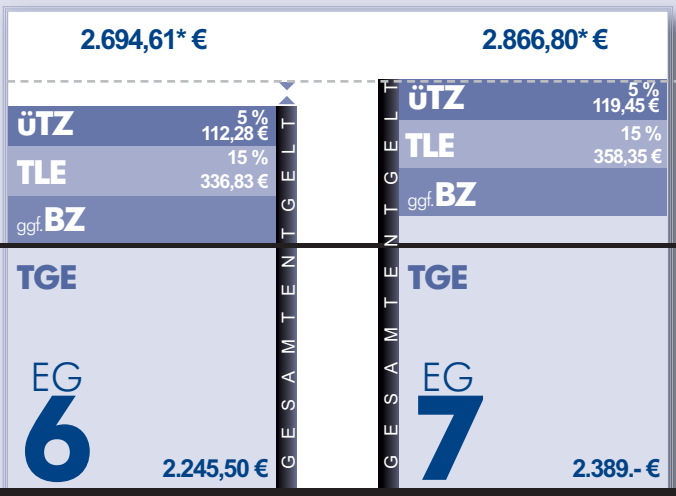 2.694,61* €
ÜTZ
5 %
112,28 €
TLE
15 %
336,83 €
ggf. BZ
TGE
EG
6
2.245,50 €
GESAMTENTGELT
2.866,80* €
GESAMTENTGELT
ÜTZ
5 %
119,45 €
TLE
15 %
358,35 €
ggf. BZ
TGE
EG
7
2.389.- €